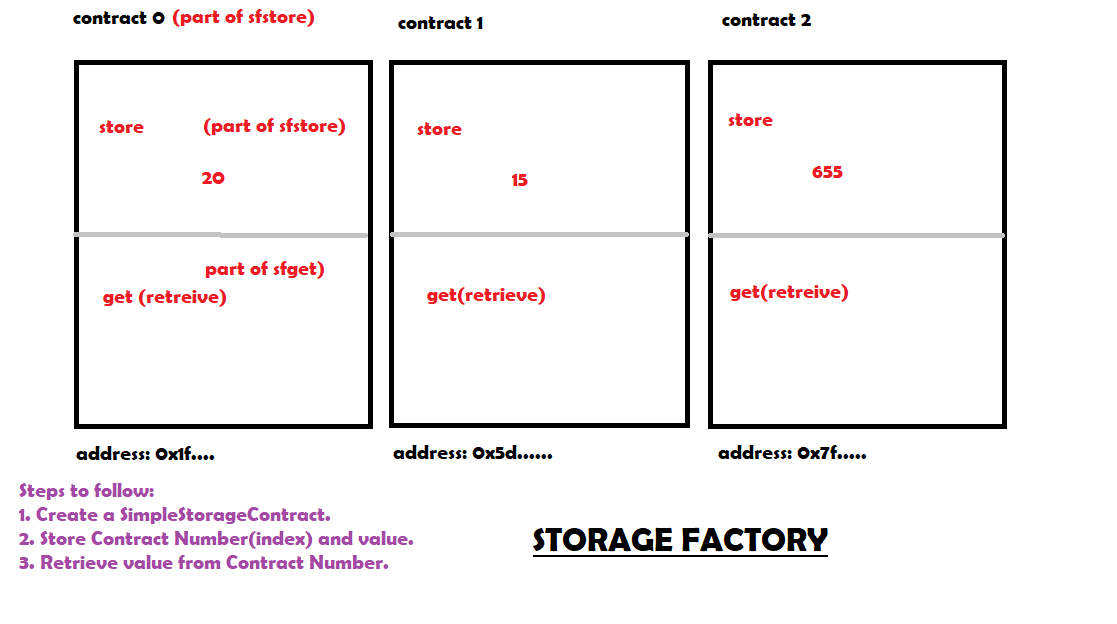 contract 0 (part of sfstore)
contract 1
contract 2
store (part of sfstore)
20
part of sfget)
get (retreive)
store
15
get(retrieve)
store
655
get(retreive)
address: 0x1f....
address: 0x5d......
address: 0x7f.....
Steps to follow:
1. Create a SimpleStorageContract.
2. Store Contract Number(index) and value.
3. Retrieve value from Contract Number.
STORAGE FACTORY